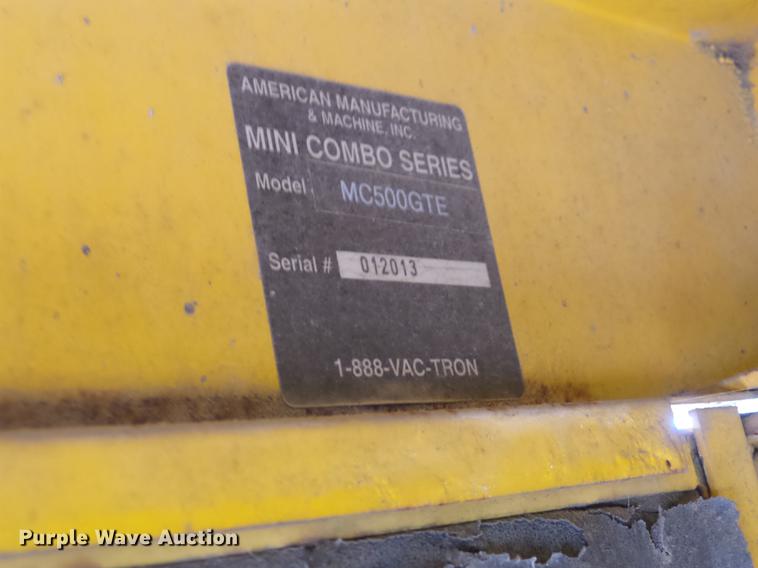 AMERICAN MANUFACTURING
& MACHINE, INC.
MINI COMBO SERIES
Model MC500GTE
Serial # 012013
1-888-VAC-TRON
Purple Wave Auction